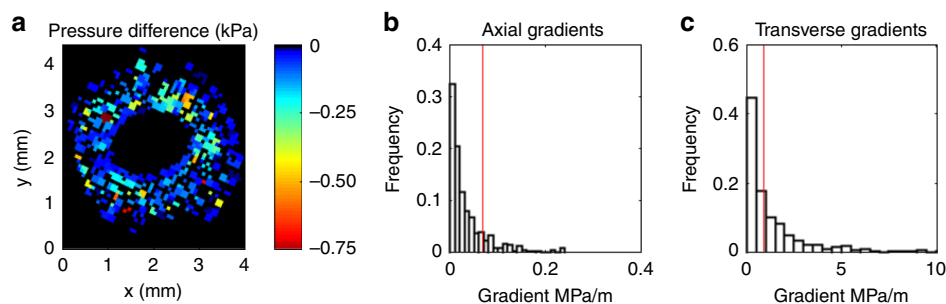 a
Pressure difference (kPa)
4
3
2
1
0
y (mm)
0 1 2 3 4
x (mm)
0
−0.25
−0.50
−0.75
b
Axial gradients
0.4
0.3
0.2
0.1
0
Frequency
0 0.2 0.4
Gradient MPa/m
c
Transverse gradients
0.6
0.4
0.2
0
Frequency
0 5 10
Gradient MPa/m